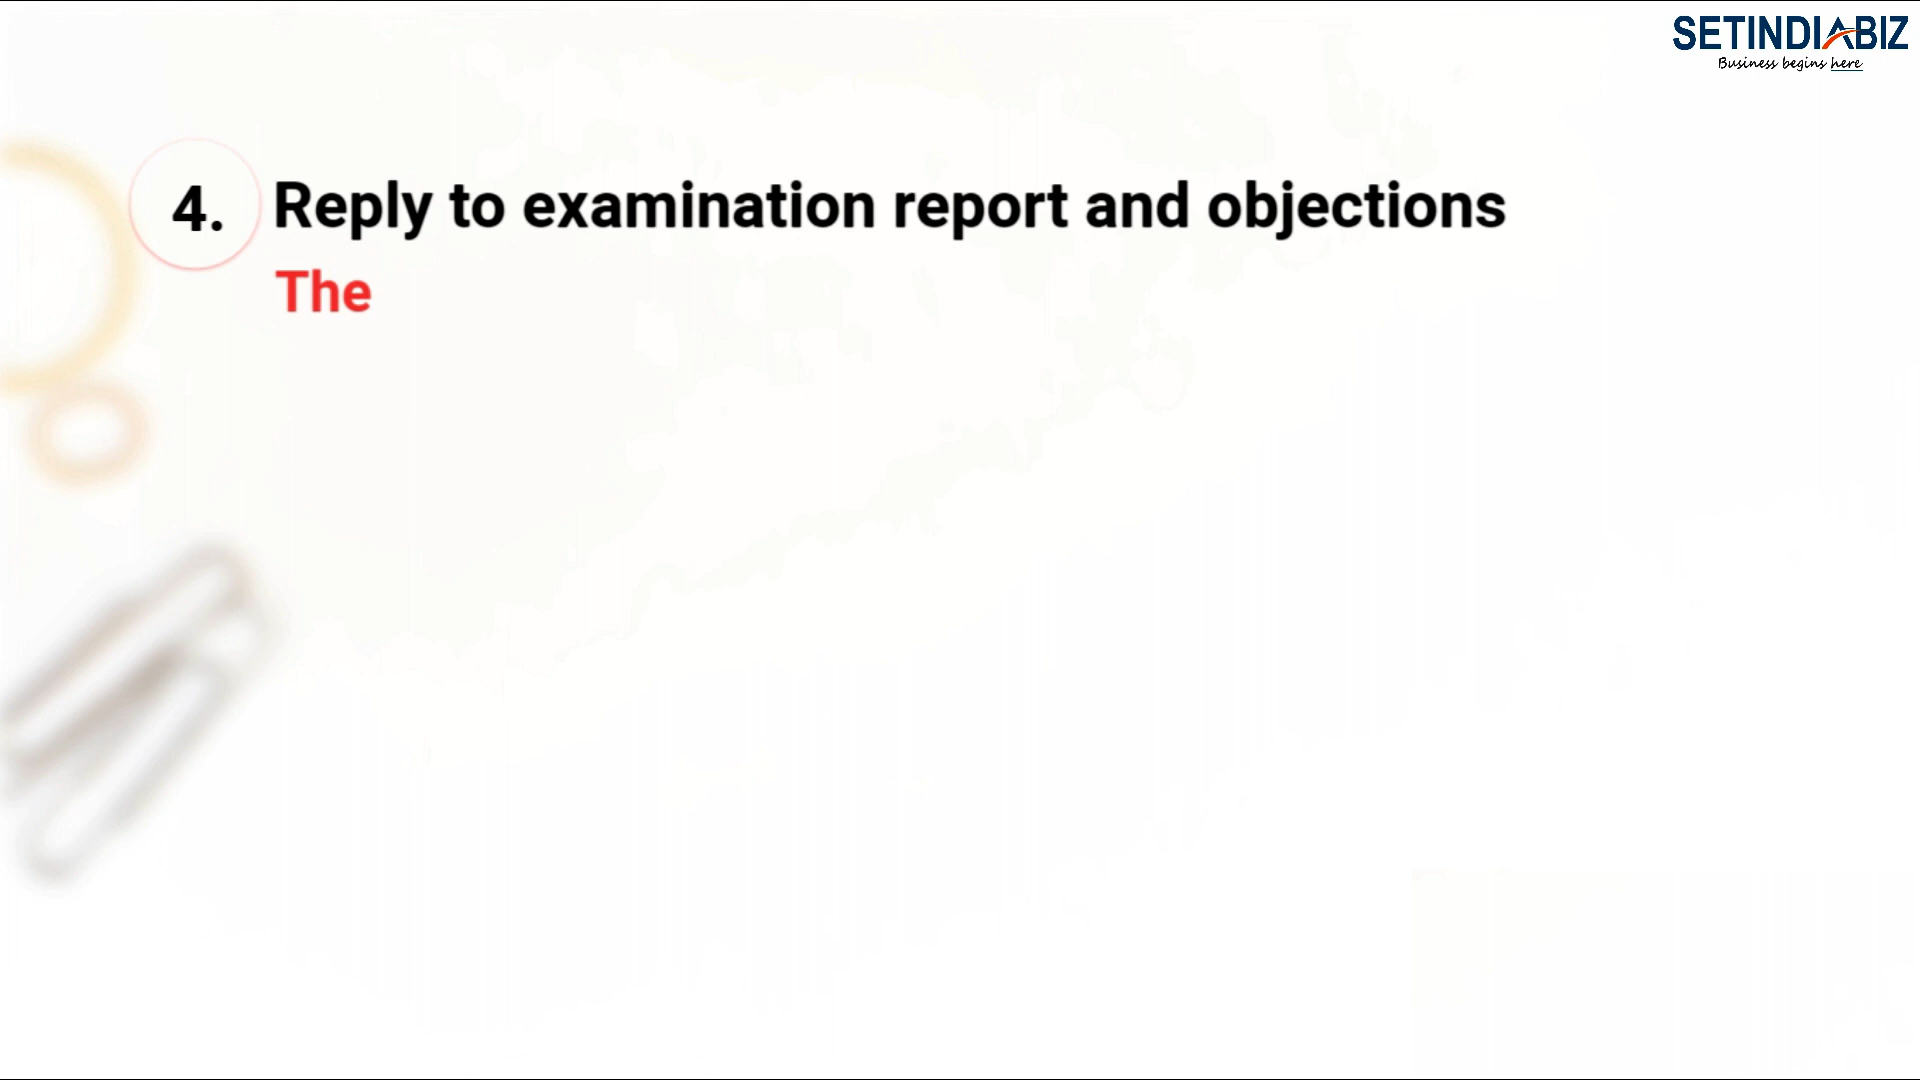 SETINDIABIZ
Business begins here
4. Reply to examination report and objections
The